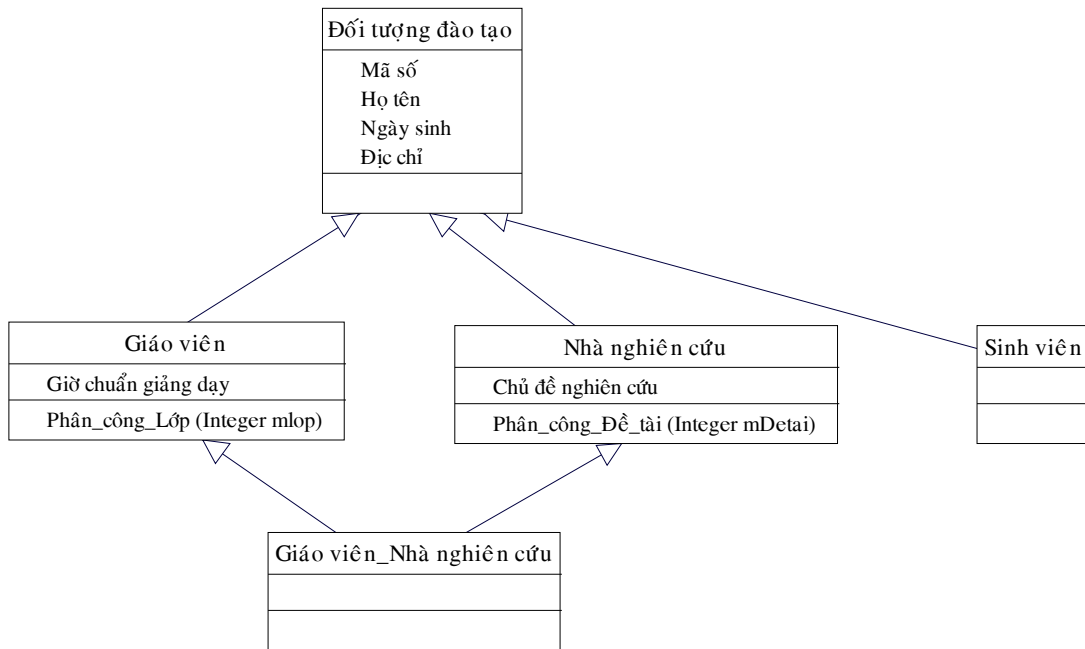 Đối tượng đào tạo
Mã số
Họ tên
Ngày sinh
Địc chỉ
Giáo viên
Giờ chuẩn giảng dạy
Phân_công_Lớp (Integer mlop)
Nhà nghiên cứu
Chủ đề nghiên cứu
Phân_công_Đề_tài (Integer mDetai)
Sinh viên
Giáo viên_Nhà nghiên cứu